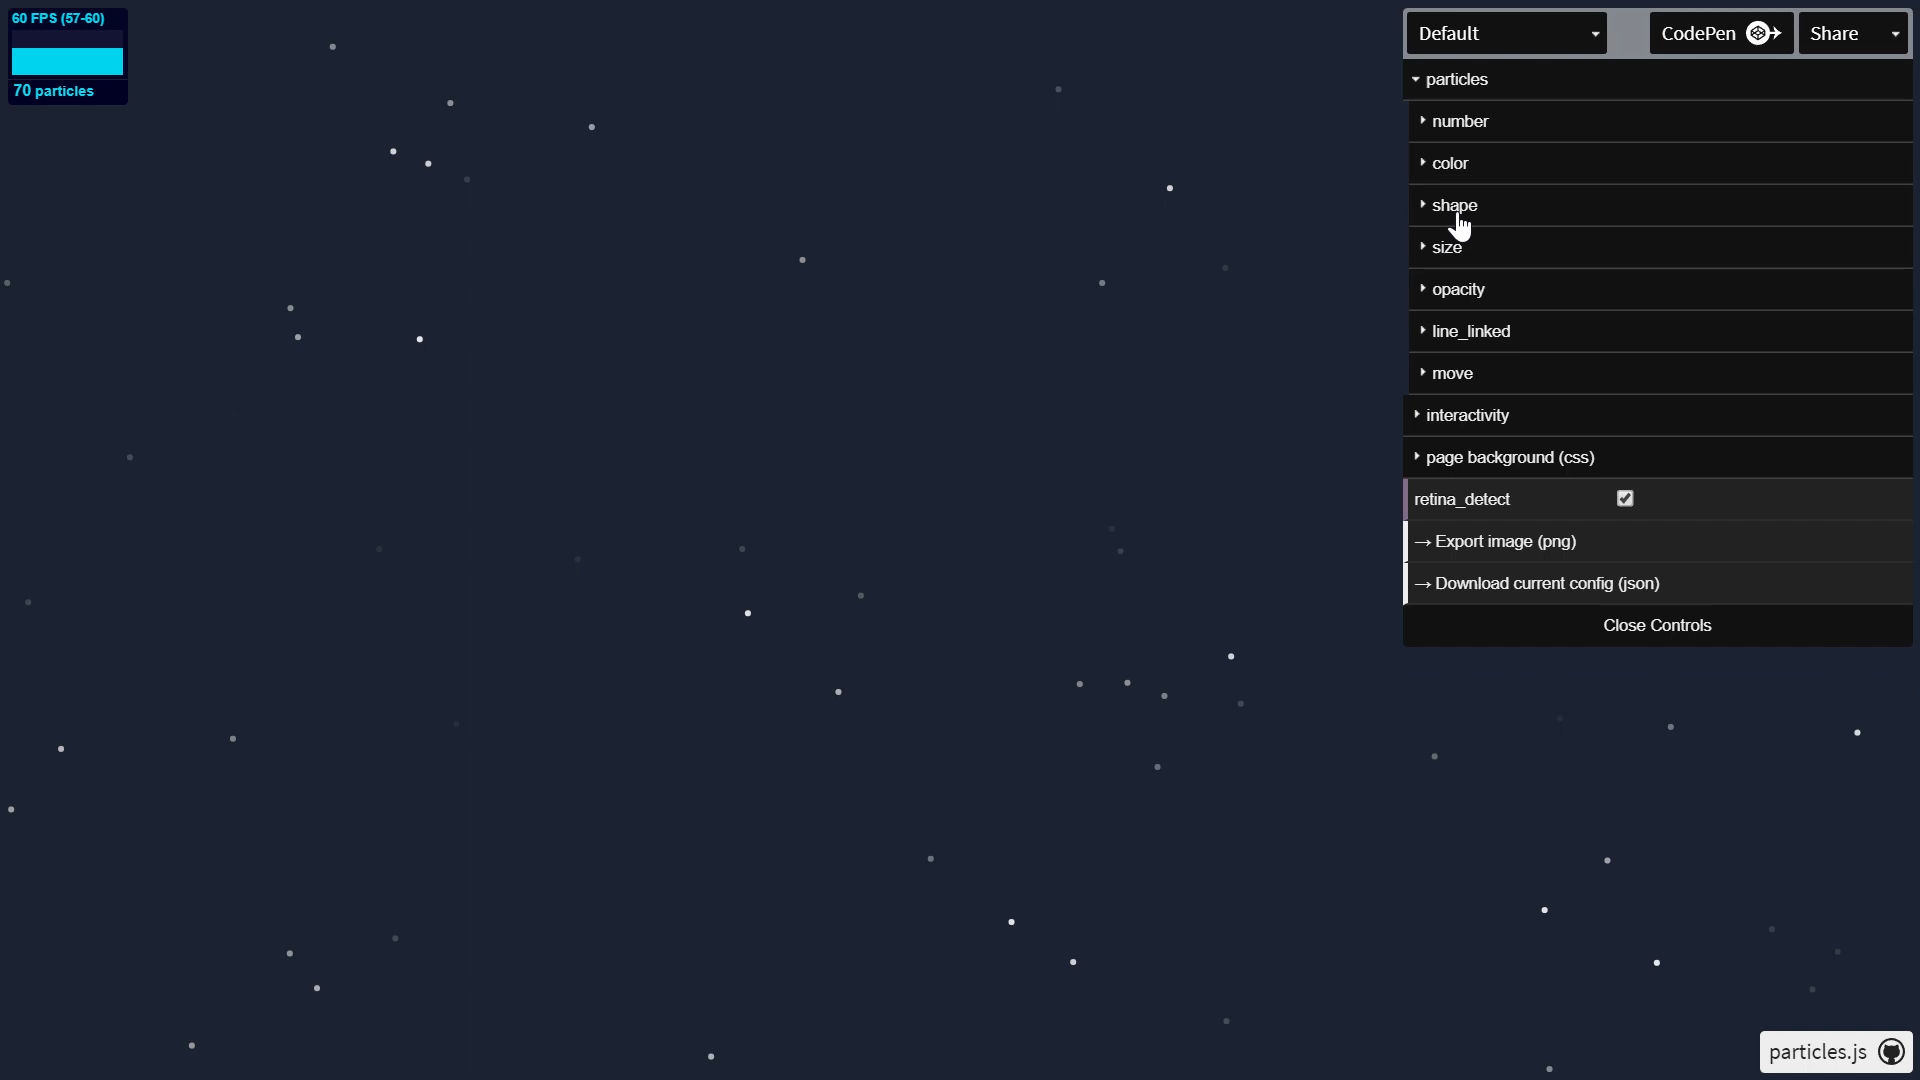 60 FPS (57-60)
70 particles
Default
CodePen
Share
particles
number
color
shape
size
opacity
line_linked
move
interactivity
page background (css)
retina_detect
→ Export image (png)
→ Download current config (json)
Close Controls
particles.js